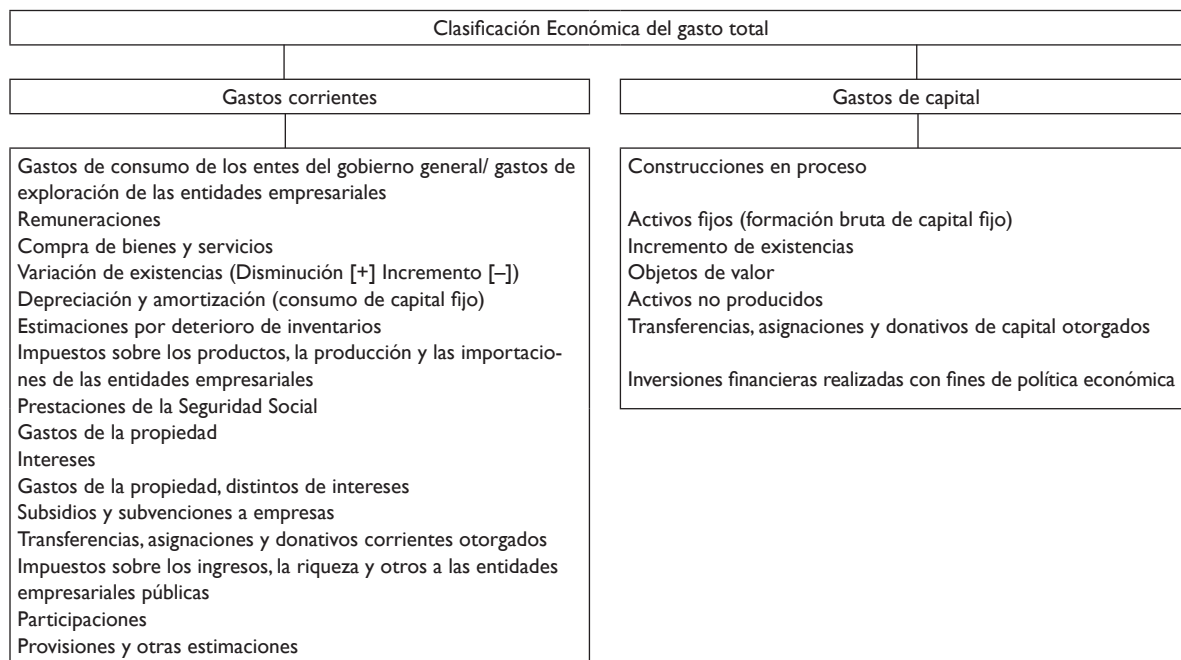 Clasificación Económica del gasto total
Gastos corrientes
Gastos de consumo de los entes del gobierno general/ gastos de
exploración de las entidades empresariales
Remuneraciones
Compra de bienes y servicios
Variación de existencias (Disminución [+] Incremento [–])
Depreciación y amortización (consumo de capital fijo)
Estimaciones por deterioro de inventarios
Impuestos sobre los productos, la producción y las importacio-
nes de las entidades empresariales
Prestaciones de la Seguridad Social
Gastos de la propiedad
Intereses
Gastos de la propiedad, distintos de intereses
Subsidios y subvenciones a empresas
Transferencias, asignaciones y donativos corrientes otorgados
Impuestos sobre los ingresos, la riqueza y otros a las entidades
empresariales públicas
Participaciones
Provisiones y otras estimaciones
Gastos de capital
Construcciones en proceso
Activos fijos (formación bruta de capital fijo)
Incremento de existencias
Objetos de valor
Activos no producidos
Transferencias, asignaciones y donativos de capital otorgados
Inversiones financieras realizadas con fines de política económica